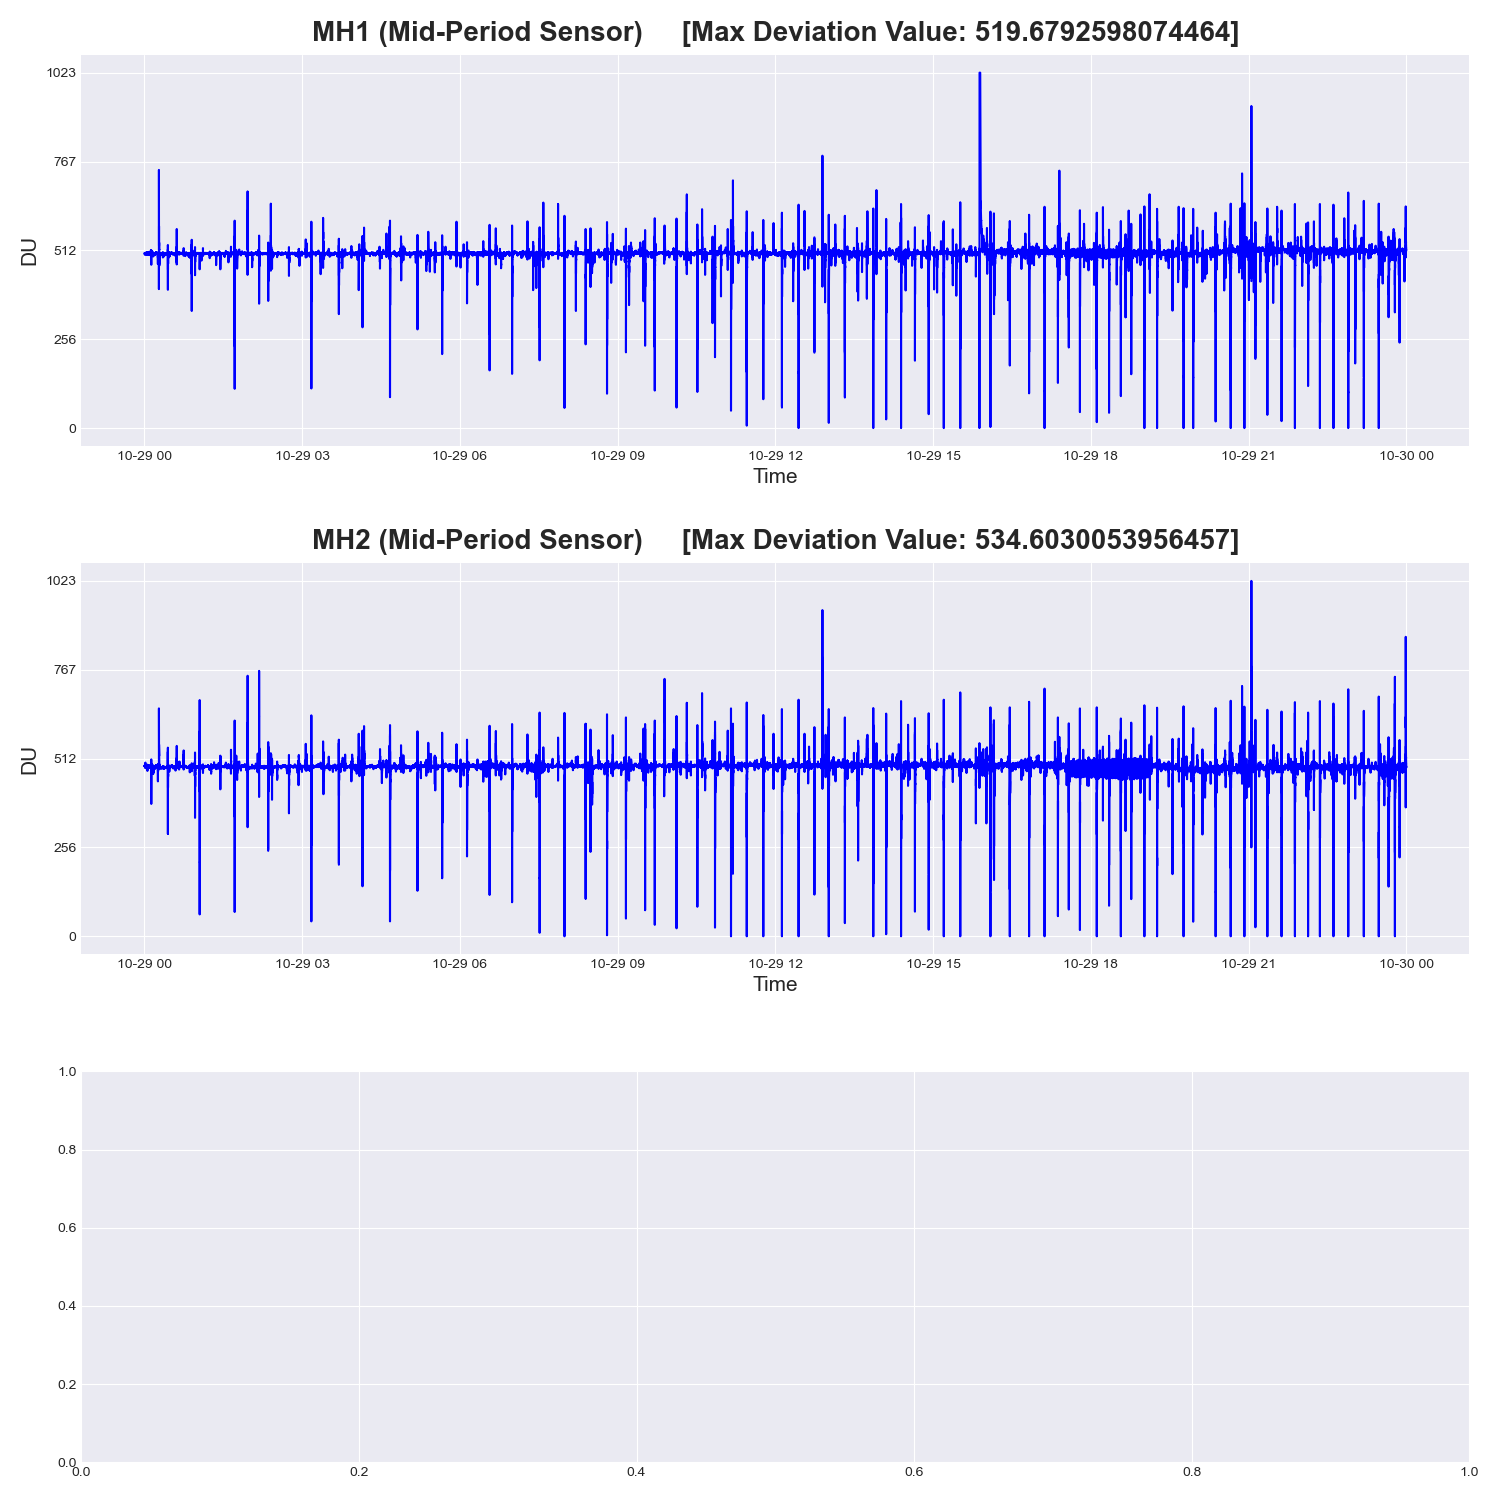 MH1 (Mid-Period Sensor) [Max Deviation Value: 519.6792598074464]
1023
767
512
256
0
DU
10-29 00 10-29 03 10-29 06 10-29 09 10-29 12 10-29 15 10-29 18 10-29 21 10-30 00
Time
MH2 (Mid-Period Sensor) [Max Deviation Value: 534.6030053956457]
1023
767
512
256
0
DU
10-29 00 10-29 03 10-29 06 10-29 09 10-29 12 10-29 15 10-29 18 10-29 21 10-30 00
Time
1.0
0.8
0.6
0.4
0.2
0.0
0.0 0.2 0.4 0.6 0.8 1.0